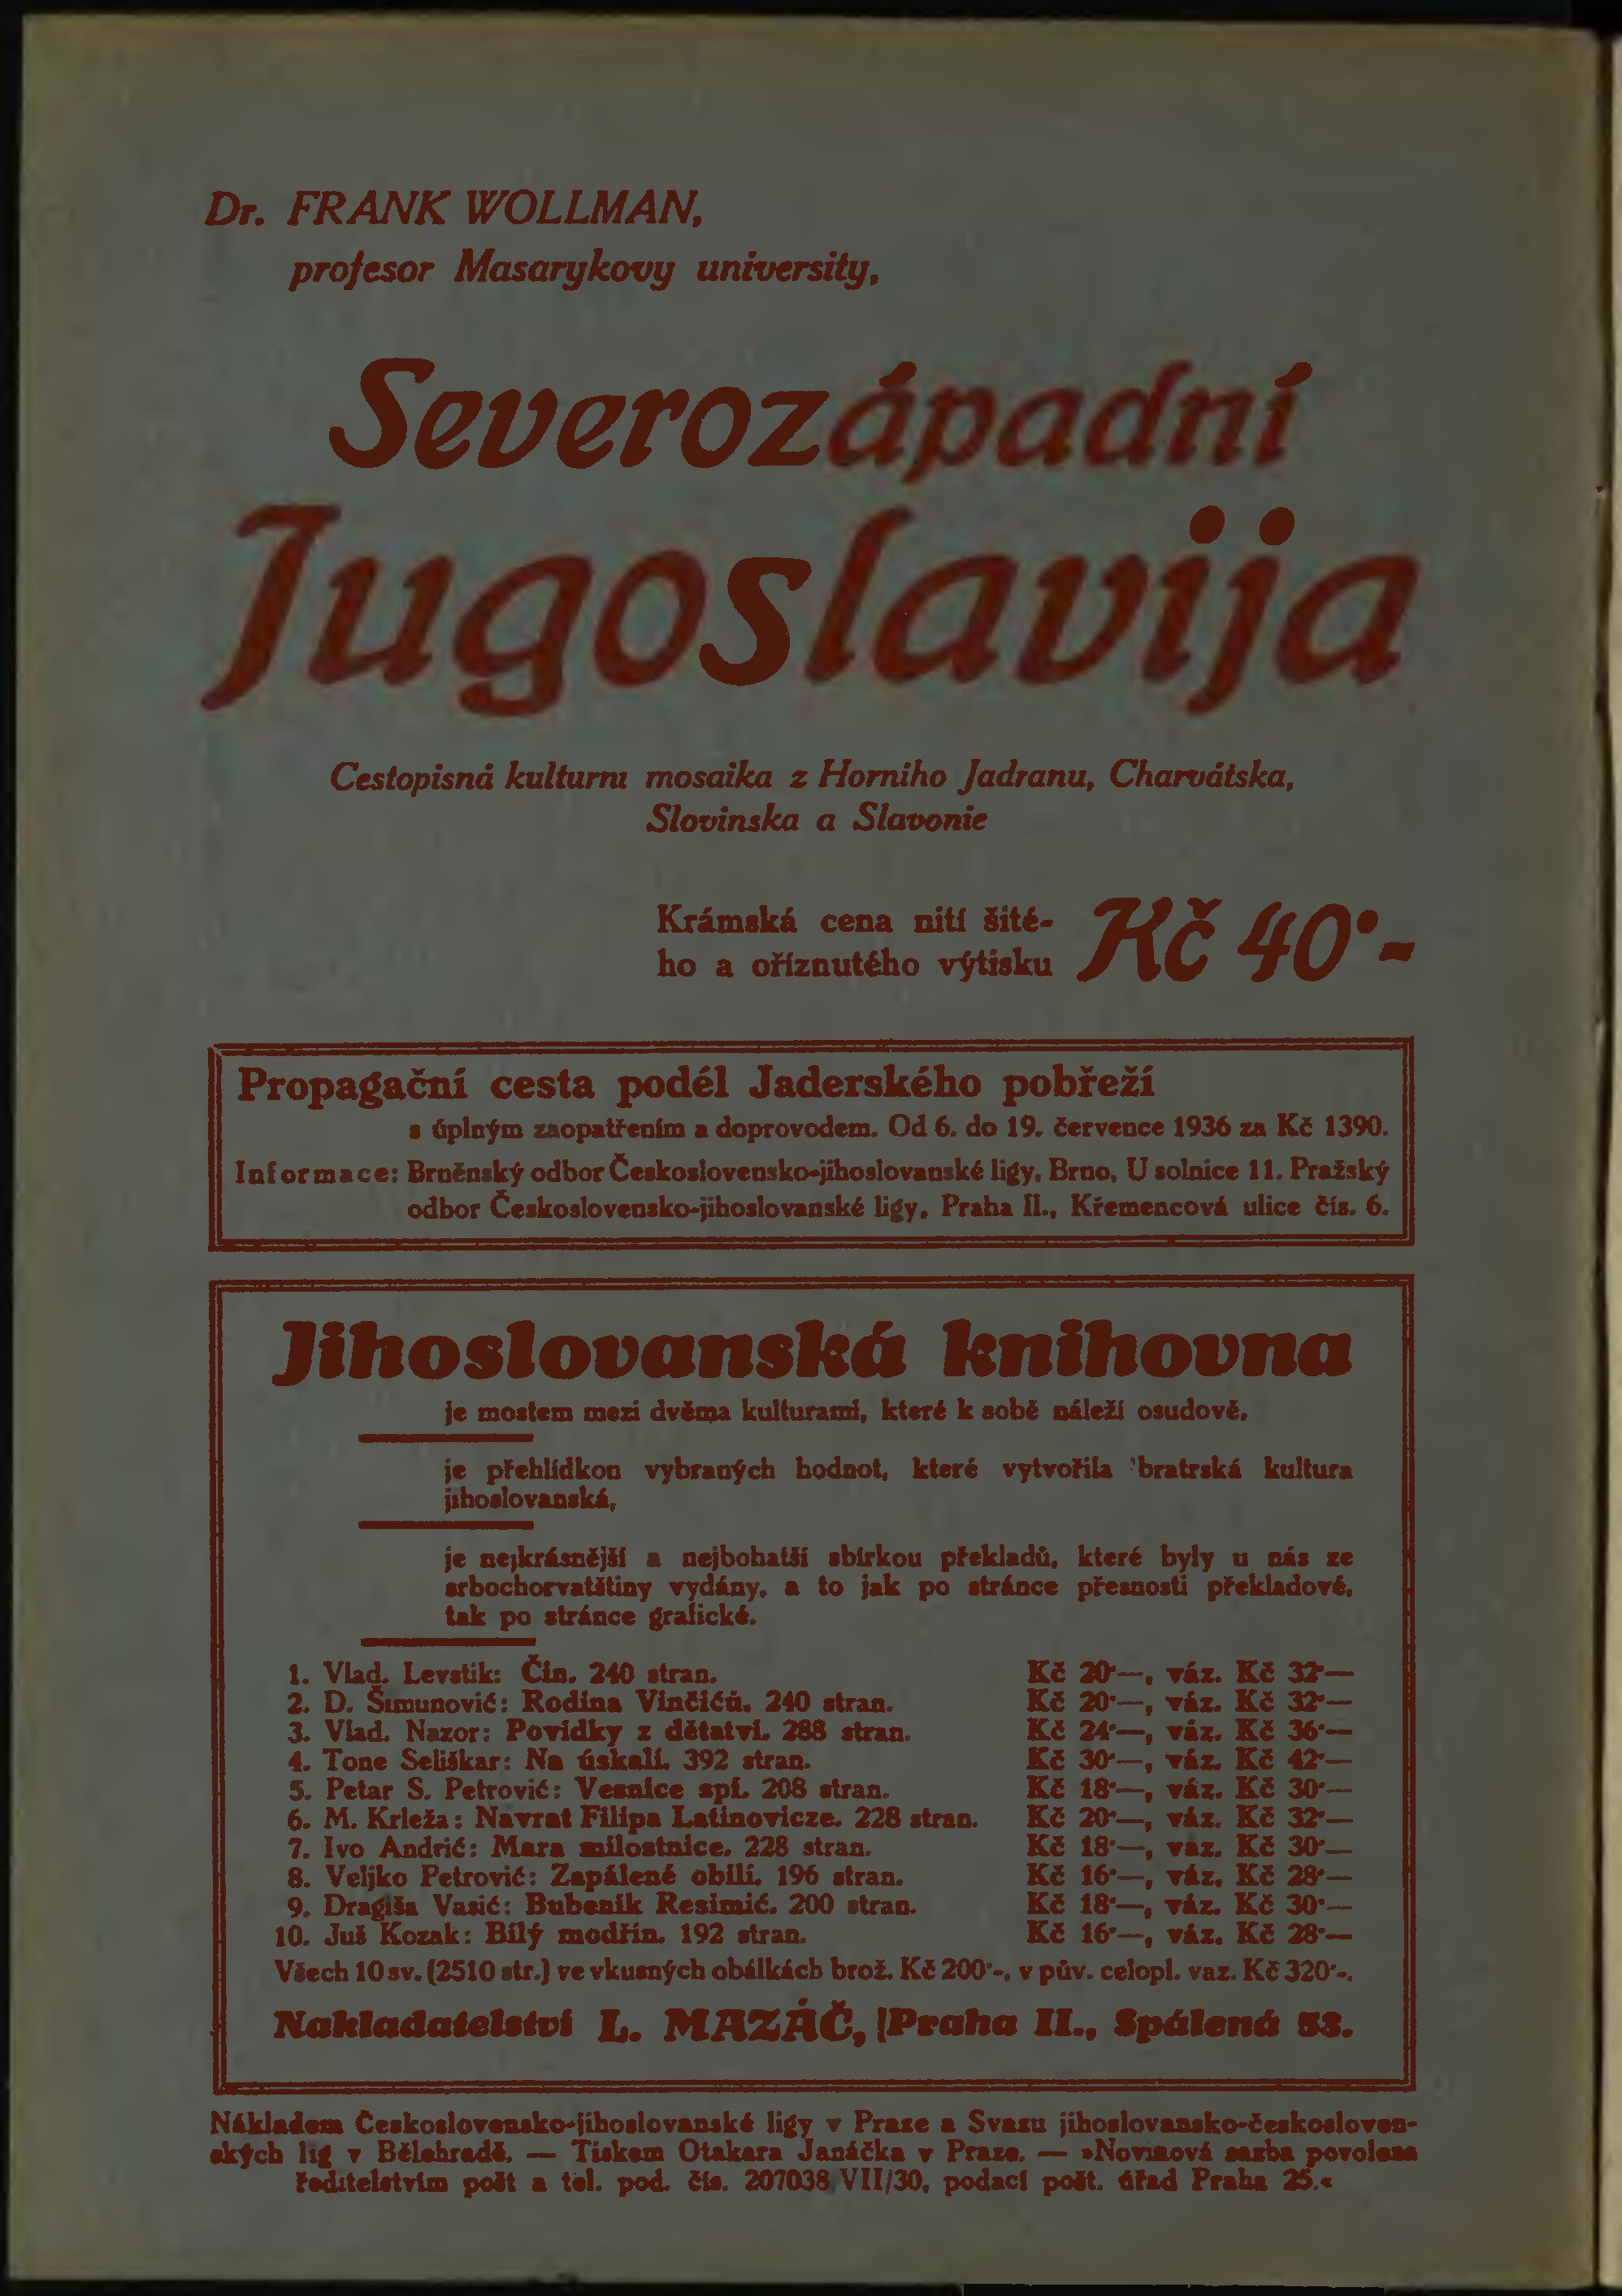 Dr. FRANK WOLLMAN,
profesor Masarykovy university,
Severozápadní
Jugoslavija
Cestopisná kulturní mosaika z Horního Jadranu, Charvátska,
Slovinska a Slavonie
Krámská cena nití šité-
ho a oříznutého výtisku
Kč 40·-
Propagační cesta podél Jaderského pobřeží
s úplným zaopatřením a doprovodem. Od 6. do 19. července 1936 za Kč 1390.
Informace: Brněnský odbor Československo-jihoslovanské ligy, Brno, U solnice 11. Pražský
odbor Československo-jihoslovanské ligy, Praha II., Křemencová ulice čís. 6.
Jihoslovanská knihovna
je mostem mezi dvěma kulturami, které k sobě náleží osudově,
je přehlídkou vybraných hodnot, které vytvořila bratrská kultura
jihoslovanská,
je nejkrásnější a nejbohatší sbírkou překladů, které byly u nás ze
srbochorvatštiny vydány, a to jak po stránce přesnosti překladové,
tak po stránce grafické.
1. Vlad. Levstik: Čin. 240 stran. Kč 20·—, váz. Kč 32·—
2. D. Šimunović: Rodina Vinčićů. 240 stran. Kč 20·—, váz. Kč 32·—
3. Vlad. Nazor: Povídky z dětství. 288 stran. Kč 24·—, váz. Kč 36·—
4. Tone Seliškar: Na úskalí. 392 stran. Kč 30·—, váz. Kč 42·—
5. Petar S. Petrović: Vesnice spí. 208 stran. Kč 18·—, váz. Kč 30·—
6. M. Krleža: Navrat Filipa Latinovicze. 228 stran. Kč 20·—, váz. Kč 32·—
7. Ivo Andrić: Mara milostnice. 228 stran. Kč 18·—, váz. Kč 30·—
8. Veljko Petrović: Zapálené obilí. 196 stran. Kč 16·—, váz. Kč 28·—
9. Dragiša Vasić: Bubeník Resimić. 200 stran. Kč 18·—, váz. Kč 30·—
10. Juš Kozak: Bílý modřín. 192 stran. Kč 16·—, váz. Kč 28·—
Všech 10 sv. (2510 str.) ve vkusných obálkách brož. Kč 200·-, v pův. celopl. vaz. Kč 320·-.
Nakladatelství L. MAZÁČ, Praha II., Spálená 53.
Nákladem Československo-jihoslovanské ligy v Praze a Svazu jihoslovansko-českosloven-
ských lig v Bělehradě. — Tiskem Otakara Janáčka v Praze. — »Novinová sazba povolena
ředitelstvím pošt a tel. pod. čís. 207038/VII/30, podací pošt. úřad Praha 25.«